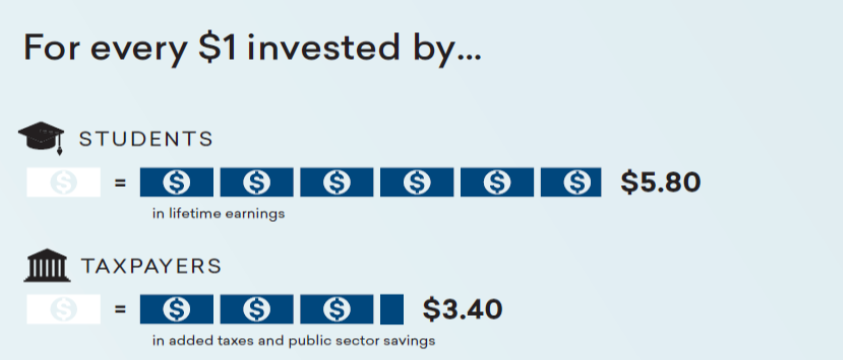 For every $1 invested by...
STUDENTS
$ = $ $ $ $ $ $ $5.80
in lifetime earnings
TAXPAYERS
$ = $ $ $ $3.40
in added taxes and public sector savings